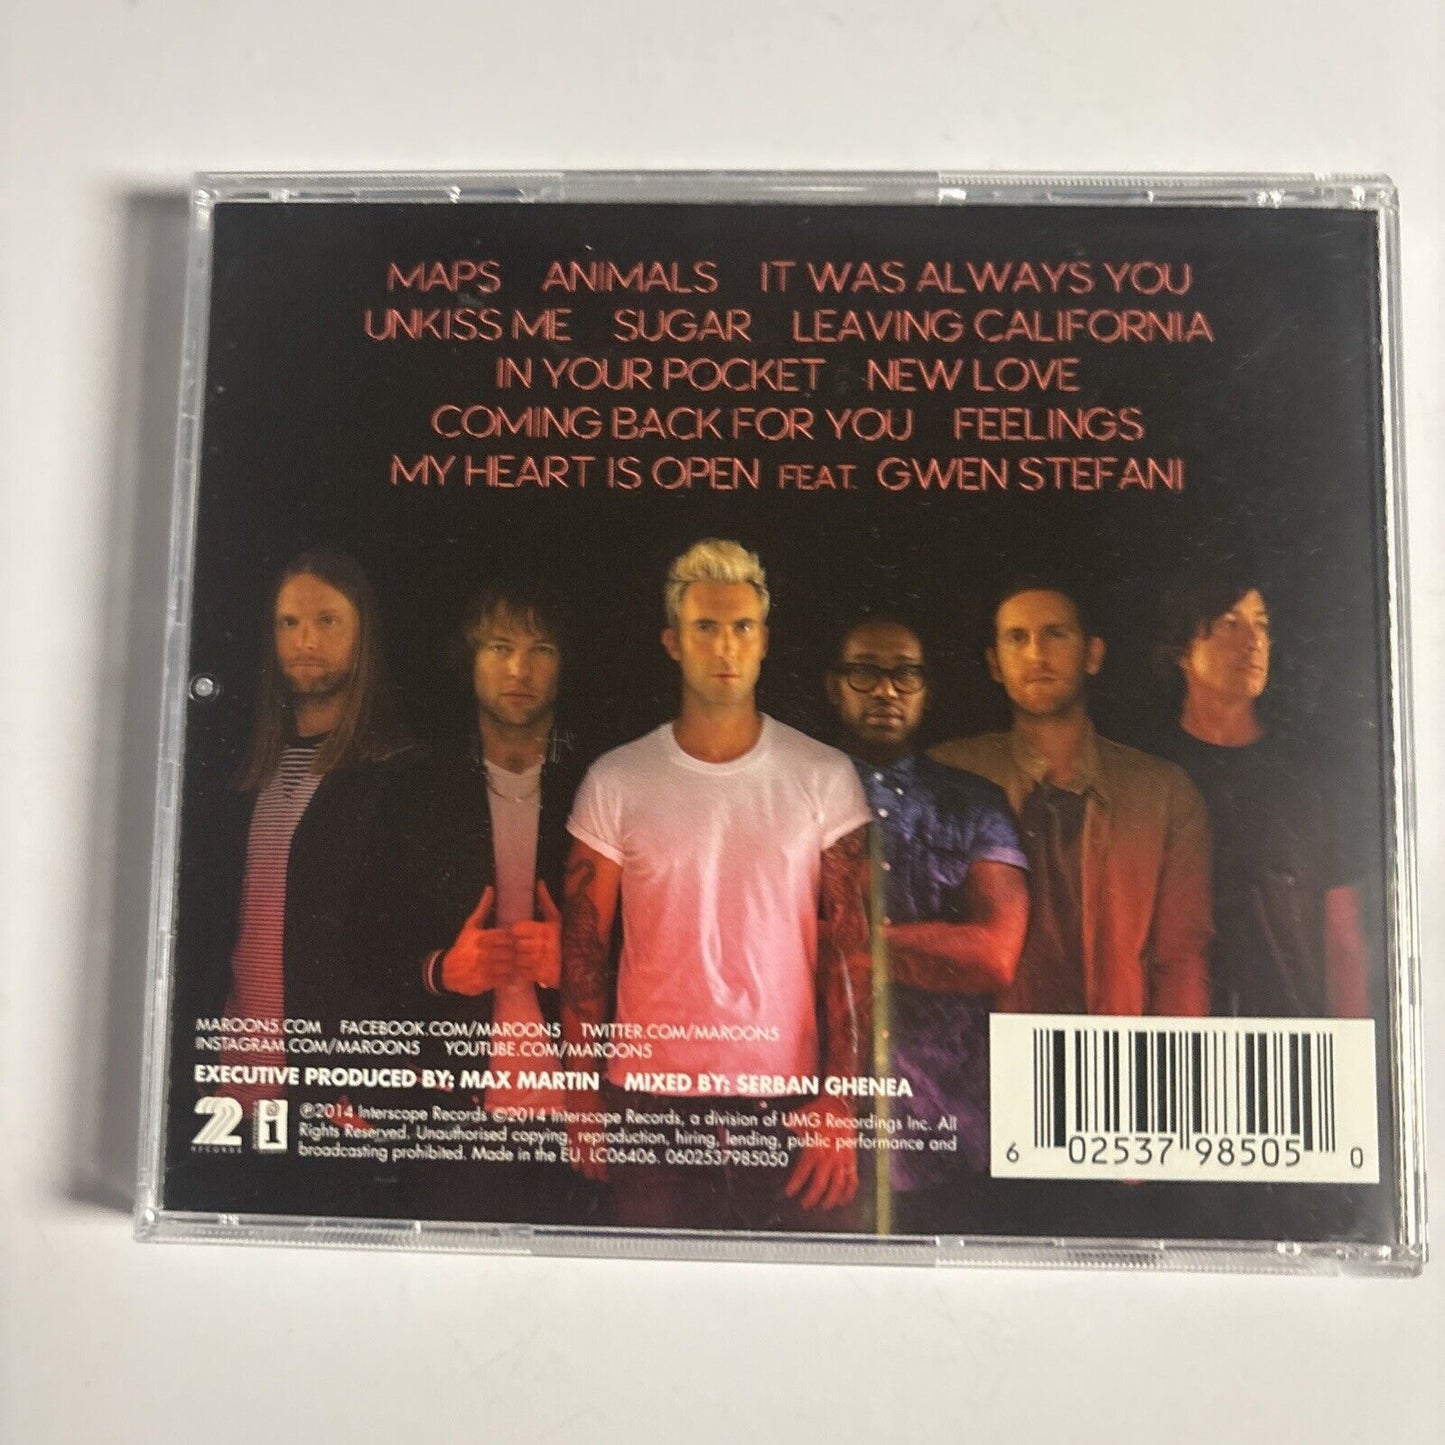 MAPS ANIMALS IT WAS ALWAYS YOU
UNKISS ME SUGAR LEAVING CALIFORNIA
IN YOUR POCKET NEW LOVE
COMING BACK FOR YOU FEELINGS
MY HEART IS OPEN FEAT. GWEN STEFANI
MAROON5.COM FACEBOOK.COM/MAROON5 TWITTER.COM/MAROON5
INSTAGRAM.COM/MAROON5 YOUTUBE.COM/MAROON5
EXECUTIVE PRODUCED BY: MAX MARTIN MIXED BY: SERBAN GHENEA
2 RECORDS
i
℗2014 Interscope Records ©2014 Interscope Records, a division of UMG Recordings Inc. All
Rights Reserved. Unauthorised copying, reproduction, hiring, lending, public performance and
broadcasting prohibited. Made in the EU. LC06406. 0602537985050
6 02537 98505 0